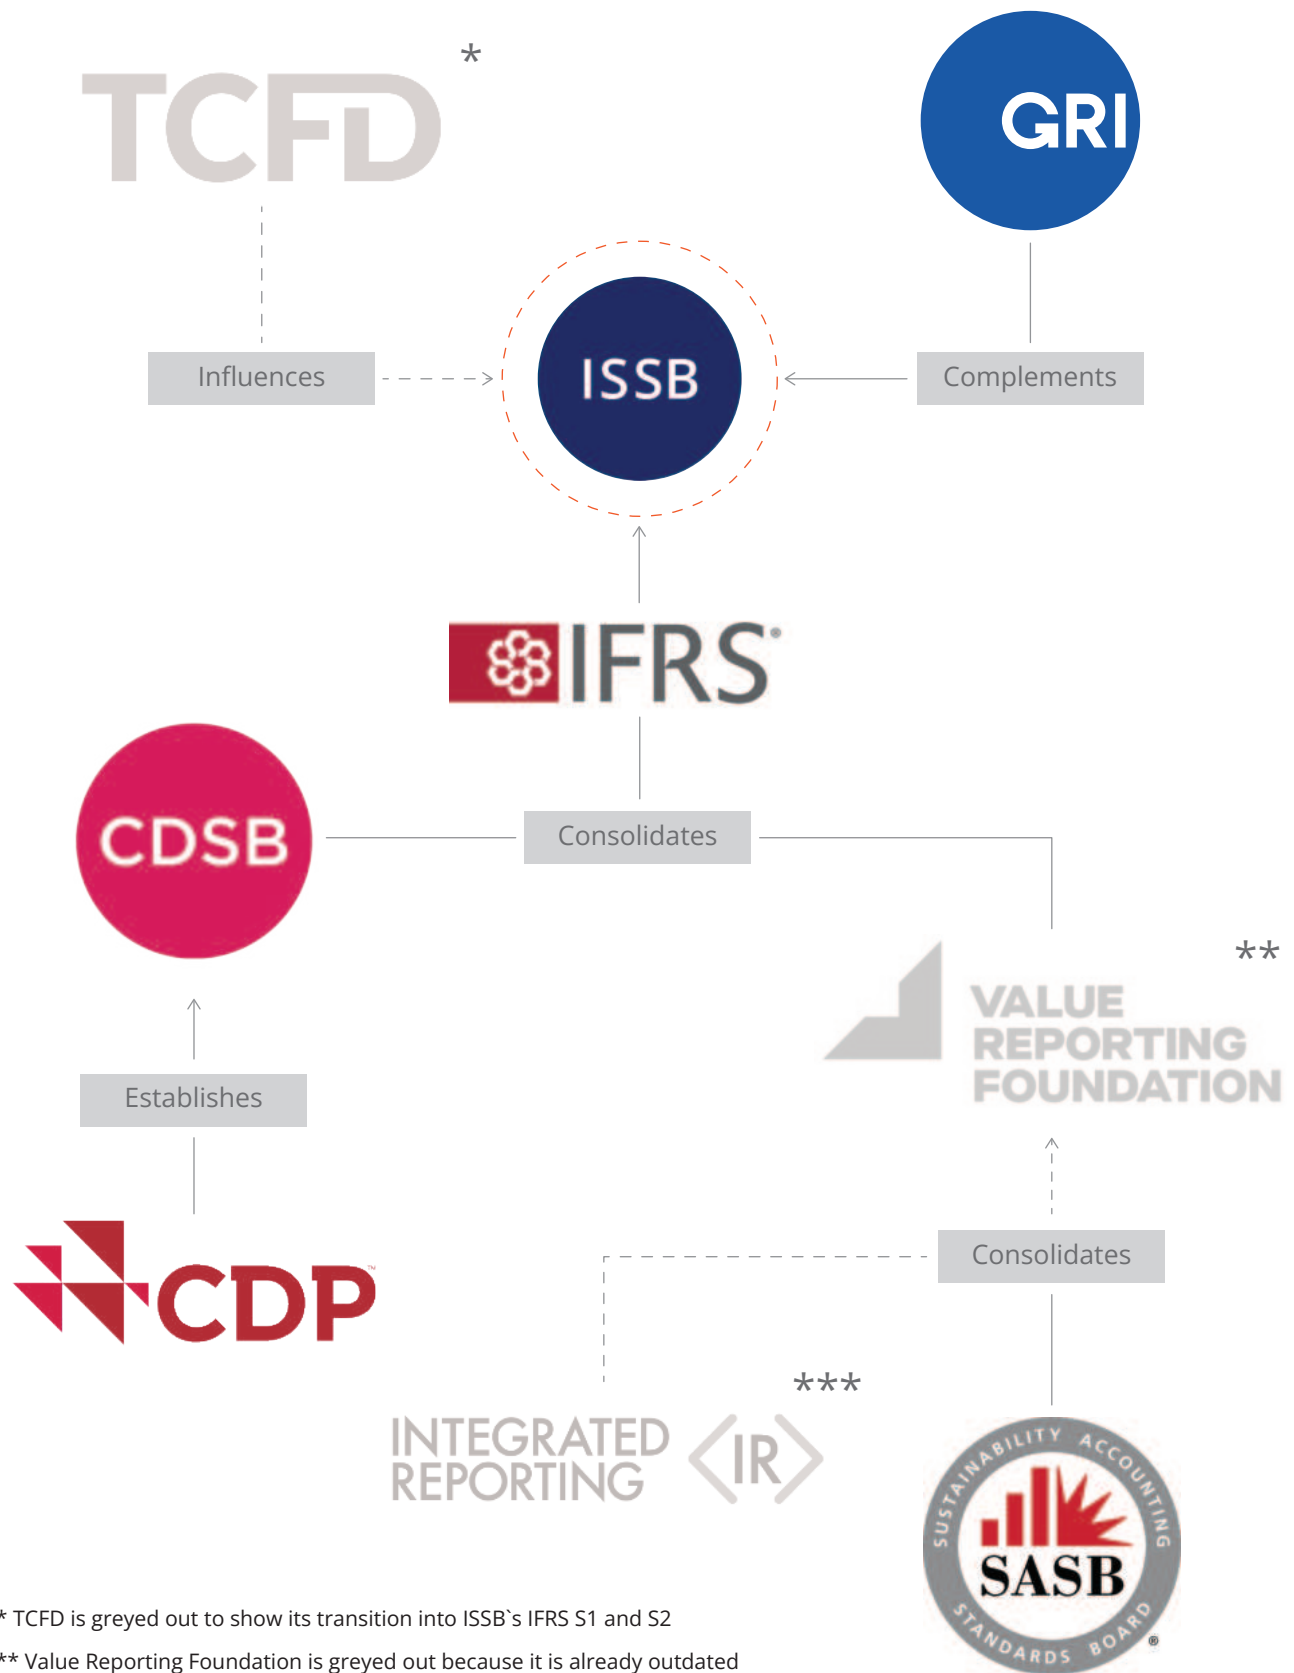 TCFD
*
GRI
Influences
ISSB
Complements
IFRS®
CDSB
Consolidates
**
VALUE
REPORTING
FOUNDATION
Establishes
CDP™
Consolidates
***
INTEGRATED
REPORTING
<IR>
SUSTAINABILITY ACCOUNTING
SASB
STANDARDS BOARD
®
* TCFD is greyed out to show its transition into ISSB`s IFRS S1 and S2
** Value Reporting Foundation is greyed out because it is already outdated